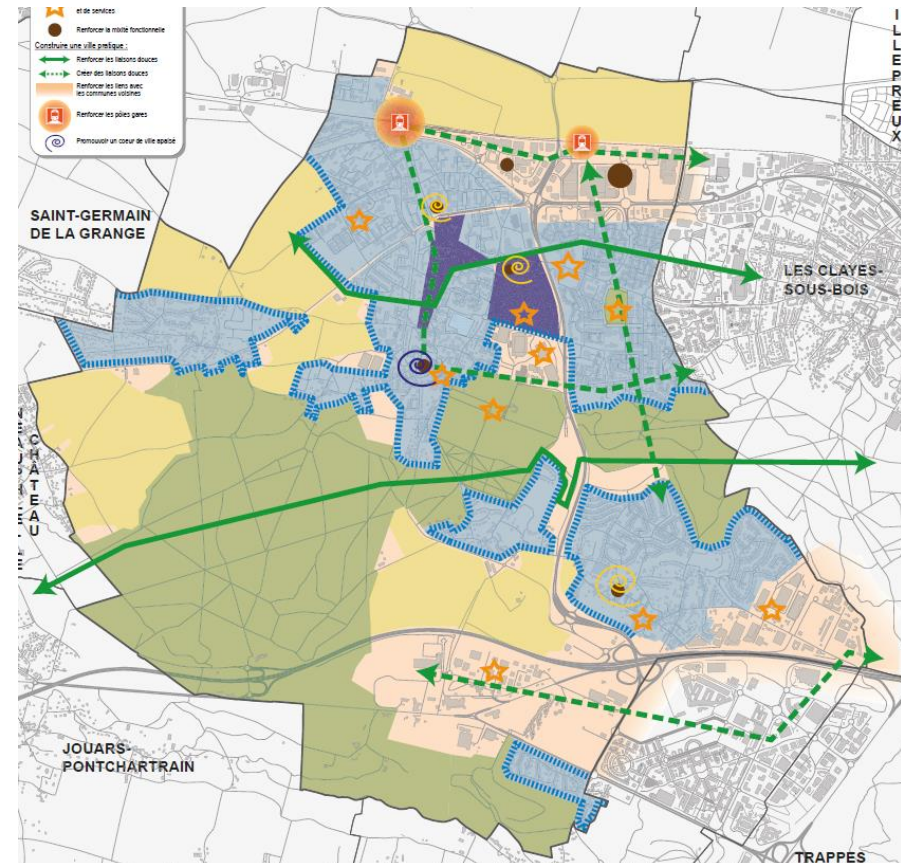 et de services
Renforcer la mixité fonctionnelle
Construire une ville pratique :
Renforcer les liaisons douces
Créer des liaisons douces
Renforcer les liens avec
les communes voisines
Renforcer les pôles gares
Promouvoir un coeur de ville apaisé
ILLEPREUX
SAINT-GERMAIN
DE LA GRANGE
LES CLAYES-
SOUS-BOIS
CHÂTEAU
JOUARS-
PONTCHARTRAIN
TRAPPES